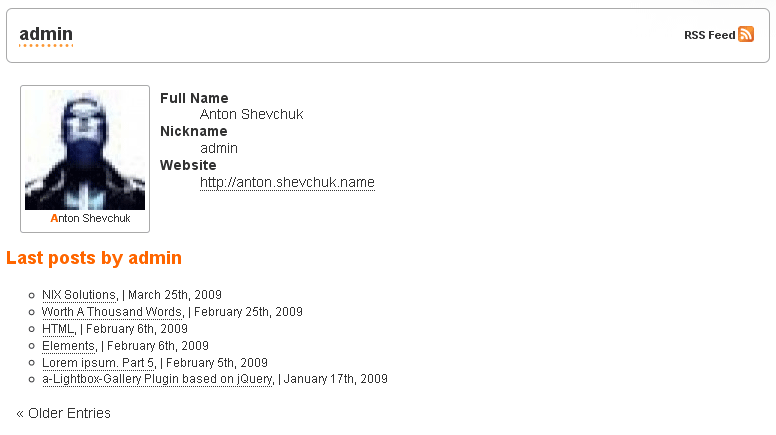 admin
RSS Feed
Full Name
Anton Shevchuk
Nickname
admin
Website
http://anton.shevchuk.name
Anton Shevchuk
Last posts by admin
NIX Solutions, | March 25th, 2009
Worth A Thousand Words, | February 25th, 2009
HTML, | February 6th, 2009
Elements, | February 6th, 2009
Lorem ipsum. Part 5, | February 5th, 2009
a-Lightbox-Gallery Plugin based on jQuery, | January 17th, 2009
« Older Entries